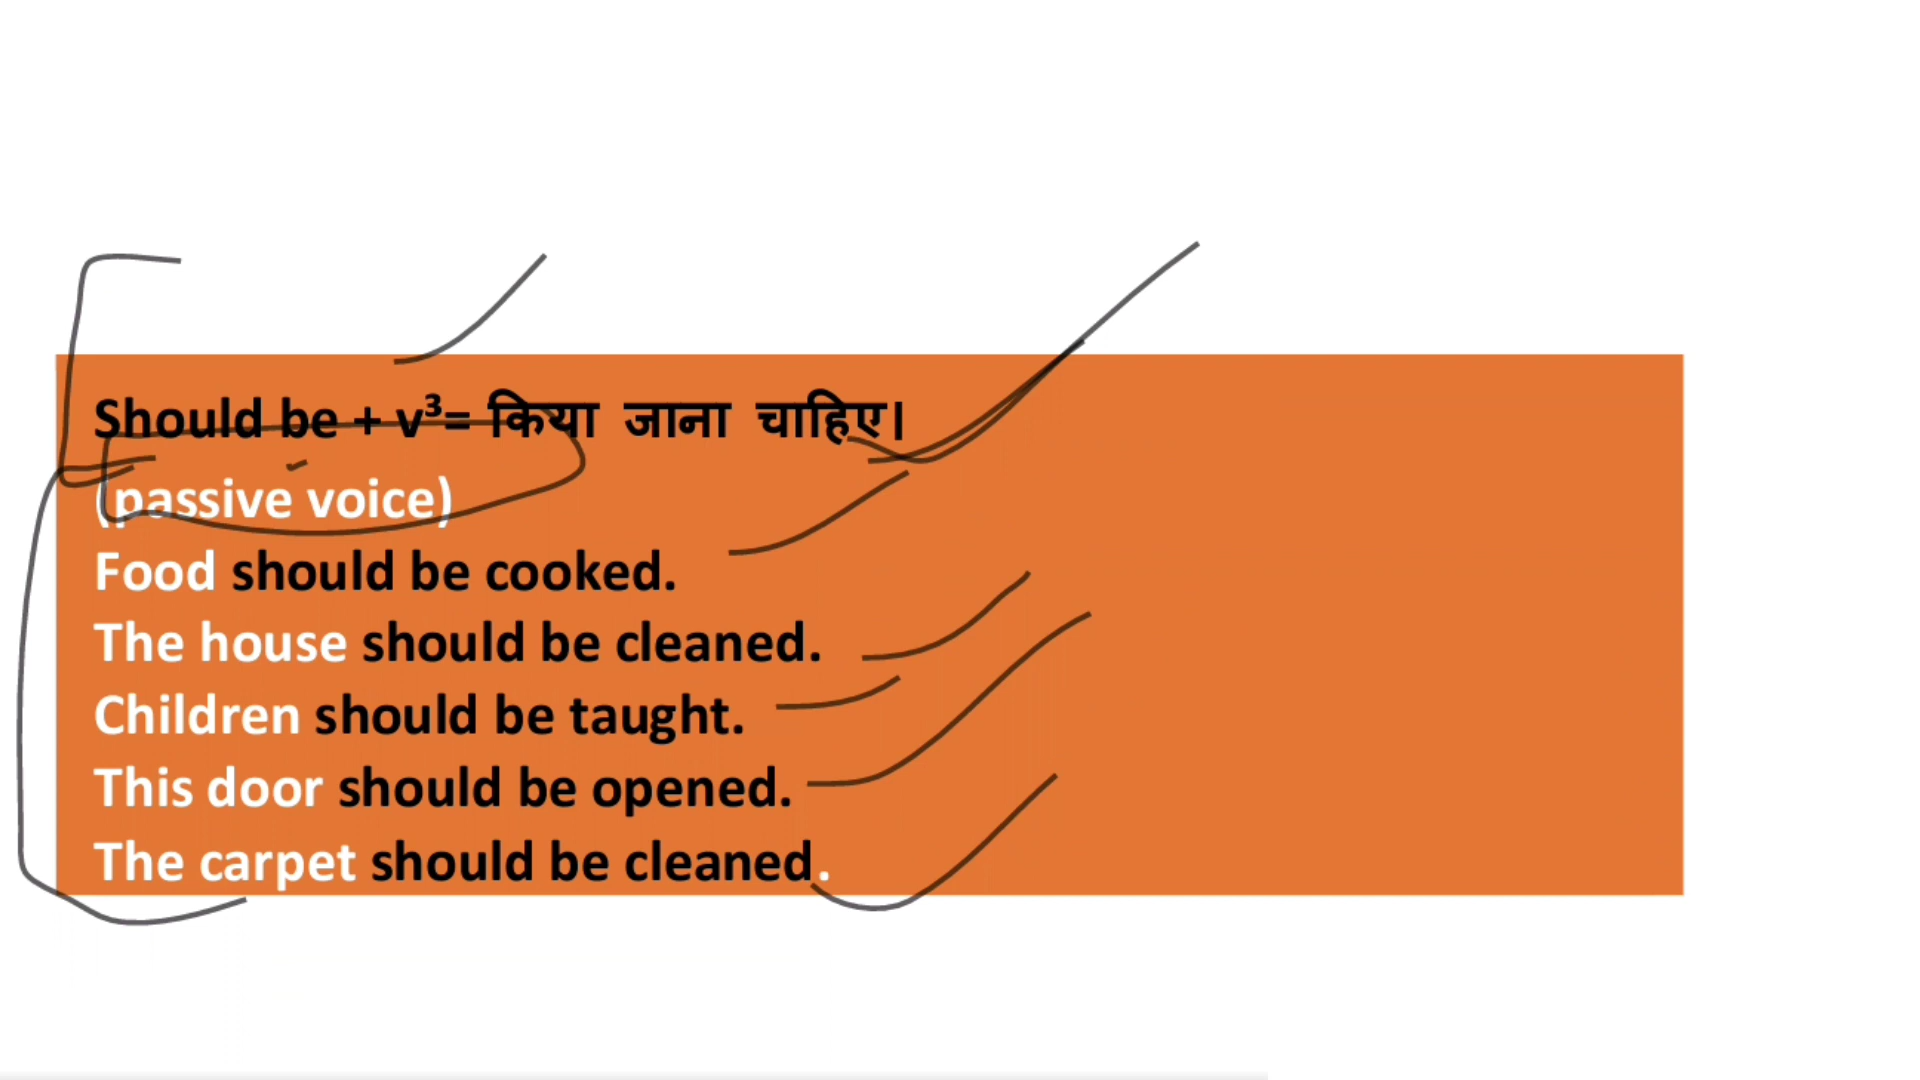 Should be + v³= किया जाना चाहिए।
(passive voice)
Food should be cooked.
The house should be cleaned.
Children should be taught.
This door should be opened.
The carpet should be cleaned.